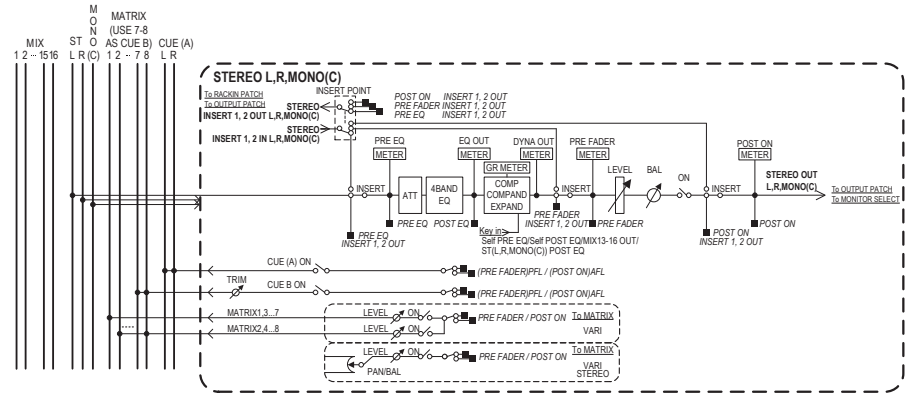 MIX
1 2 ··· 15 16
ST
L R
MONO
(C)
MATRIX
(USE 7-8
AS CUE B)
1 2 ·· 7 8
CUE (A)
L R
STEREO L,R,MONO(C)
To RACKIN PATCH
To OUTPUT PATCH
INSERT POINT
STEREO
INSERT 1, 2 OUT L,R,MONO(C)
STEREO
INSERT 1, 2 IN L,R,MONO(C)
POST ON INSERT 1, 2 OUT
PRE FADER INSERT 1, 2 OUT
PRE EQ INSERT 1, 2 OUT
PRE EQ
METER
EQ OUT
METER
DYNA OUT
METER
GR METER
PRE FADER
METER
LEVEL
BAL
ON
POST ON
METER
STEREO OUT
L,R,MONO(C)
To OUTPUT PATCH
To MONITOR SELECT
INSERT
ATT
4BAND
EQ
COMP
COMPAND
EXPAND
INSERT
INSERT
PRE EQ
INSERT 1, 2 OUT
PRE EQ
POST EQ
Key in
Self PRE EQ/Self POST EQ/MIX13-16 OUT/
ST(L,R,MONO(C)) POST EQ
PRE FADER
INSERT 1, 2 OUT
PRE FADER
POST ON
INSERT 1, 2 OUT
POST ON
CUE (A) ON
(PRE FADER)PFL / (POST ON)AFL
TRIM
CUE B ON
(PRE FADER)PFL / (POST ON)AFL
MATRIX1,3...7
LEVEL
ON
PRE FADER / POST ON
To MATRIX
VARI
MATRIX2,4...8
LEVEL
ON
LEVEL
ON
PAN/BAL
PRE FADER / POST ON
To MATRIX
VARI
STEREO